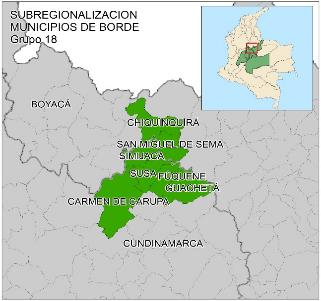 SUBREGIONALIZACION
MUNICIPIOS DE BORDE
Grupo 18
BOYACÁ
CHIQUINQUIRA
SAN MIGUEL DE SEMA
SIMIJACA
SUSA
FUQUENE
GUACHETA
CARMEN DE CARUPA
CUNDINAMARCA